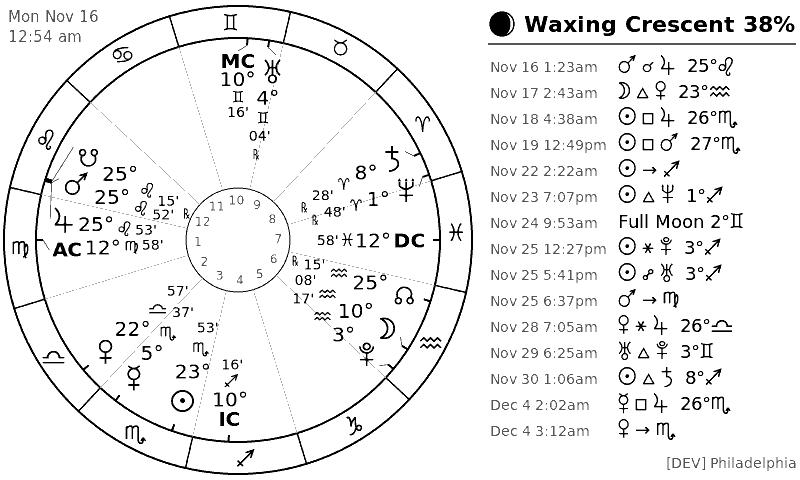 Mon Nov 16
12:54 am
Waxing Crescent 38%
Nov 16 1:23am ♂ ☌ ♃ 25°♌
Nov 17 2:43am ☽ △ ♀ 23°♒
Nov 18 4:38am ☉ □ ♃ 26°♏
Nov 19 12:49pm ☉ □ ♂ 27°♏
Nov 22 2:22am ☉ → ♐
Nov 23 7:07pm ☉ △ ♆ 1°♐
Nov 24 9:53am Full Moon 2°♊
Nov 25 12:27pm ☉ ⚹ ⯓ 3°♐
Nov 25 5:41pm ☉ ☍ ♅ 3°♐
Nov 25 6:37pm ♂ → ♍
Nov 28 7:05am ♀ ⚹ ♃ 26°♎
Nov 29 6:25am ♅ △ ⯓ 3°♊
Nov 30 1:06am ☉ △ ♄ 8°♐
Dec 4 2:02am ☿ □ ♃ 26°♏
Dec 4 3:12am ♀ → ♏
[DEV] Philadelphia
♊ ♉ ♈ ♓ ♒ ♑ ♐ ♏ ♎ ♍ ♌ ♋
MC 10° ♊ 16'
♅ 4° ♊ 04' ℞
♄ 8° ♈ 28' ℞
♆ 1° ♈ 48' ℞
DC 12° ♓ 58'
☊ 25° ♒ 15' ℞
☽ 10° ♒ 08'
⯓ 3° ♒ 17'
IC 10° ♐ 16'
☉ 23° ♏ 53'
☿ 5° ♏ 37'
♀ 22° ♎ 57'
AC 12° ♍ 58'
♃ 25° ♌ 53'
♂ 25° ♌ 52'
☋ 25° ♌ 15' ℞
1 2 3 4 5 6 7 8 9 10 11 12